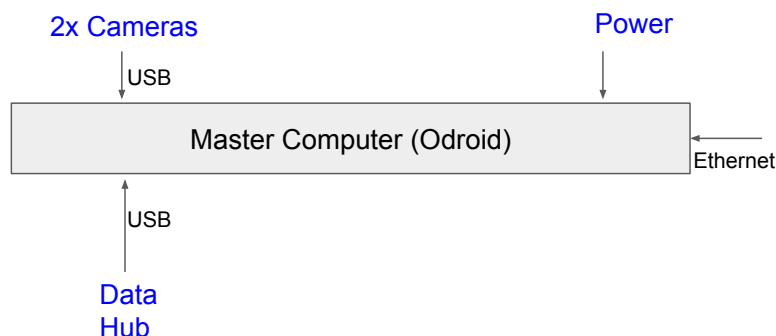 2x Cameras
Power
USB
Master Computer (Odroid)
Ethernet
USB
Data
Hub